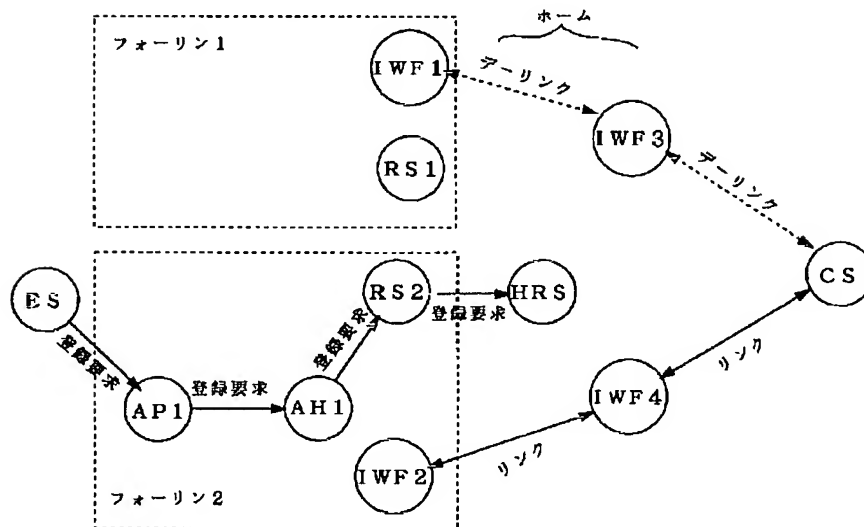 ホーム
フォーリン1
IWF1
デーリンク
IWF3
RS1
デーリンク
CS
ES
RS2
HRS
登録要求
登録要求
登録要求
リンク
登録要求
AP1
AH1
IWF4
リンク
IWF2
フォーリン2